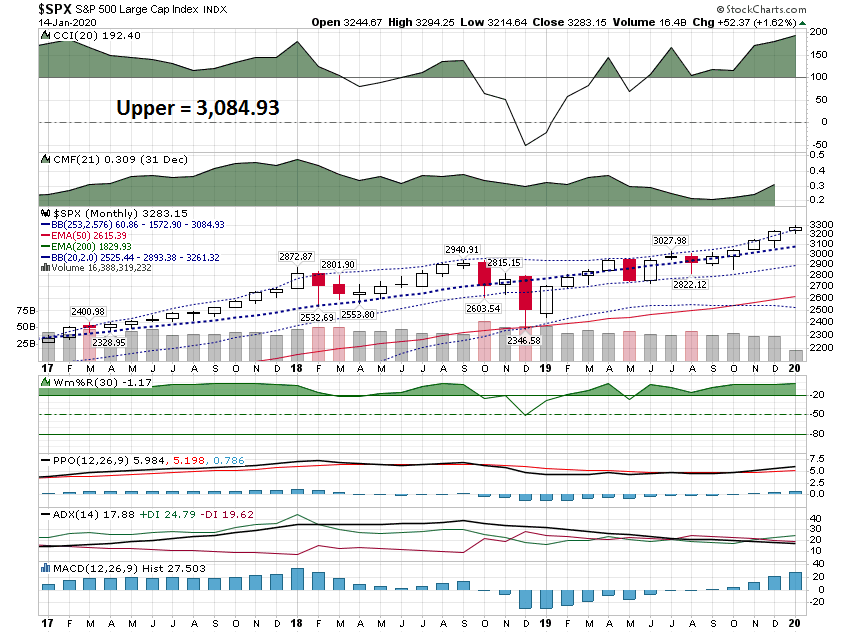 $SPX S&P 500 Large Cap Index INDX
© StockCharts.com
14-Jan-2020
Open 3244.67 High 3294.25 Low 3214.64 Close 3283.15 Volume 16.4B Chg +52.37 (+1.62%)
CCI(20) 192.40
200
150
100
50
0
-50
Upper = 3,084.93
CMF(21) 0.309 (31 Dec)
0.5
0.4
0.3
0.2
$SPX (Monthly) 3283.15
BB(253,2.576) 60.86 - 1572.90 - 3084.93
EMA(50) 2615.39
EMA(200) 1829.93
BB(20,2.0) 2525.44 - 2893.38 - 3261.32
Volume 16,388,319,232
2400.98
2328.95
2872.87
2532.69
2801.90
2553.80
2940.91
2603.54
2815.15
2346.58
3027.98
2822.12
3300
3200
3100
3000
2900
2800
2700
2600
2500
2400
2300
2200
75B
50B
25B
17 F M A M J J A S O N D 18 F M A M J J A S O N D 19 F M A M J J A S O N D 20
Wm%R(30) -1.17
-20
-50
-80
PPO(12,26,9) 5.984, 5.198, 0.786
7.5
5.0
2.5
0.0
ADX(14) 17.88 +DI 24.79 -DI 19.62
40
30
20
10
MACD(12,26,9) Hist 27.503
40
20
0
-20
17 F M A M J J A S O N D 18 F M A M J J A S O N D 19 F M A M J J A S O N D 20